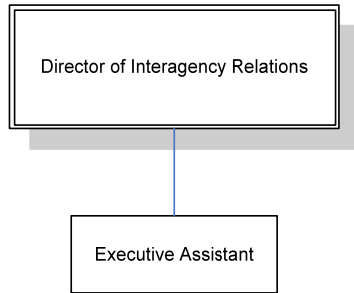 Director of Interagency Relations
Executive Assistant